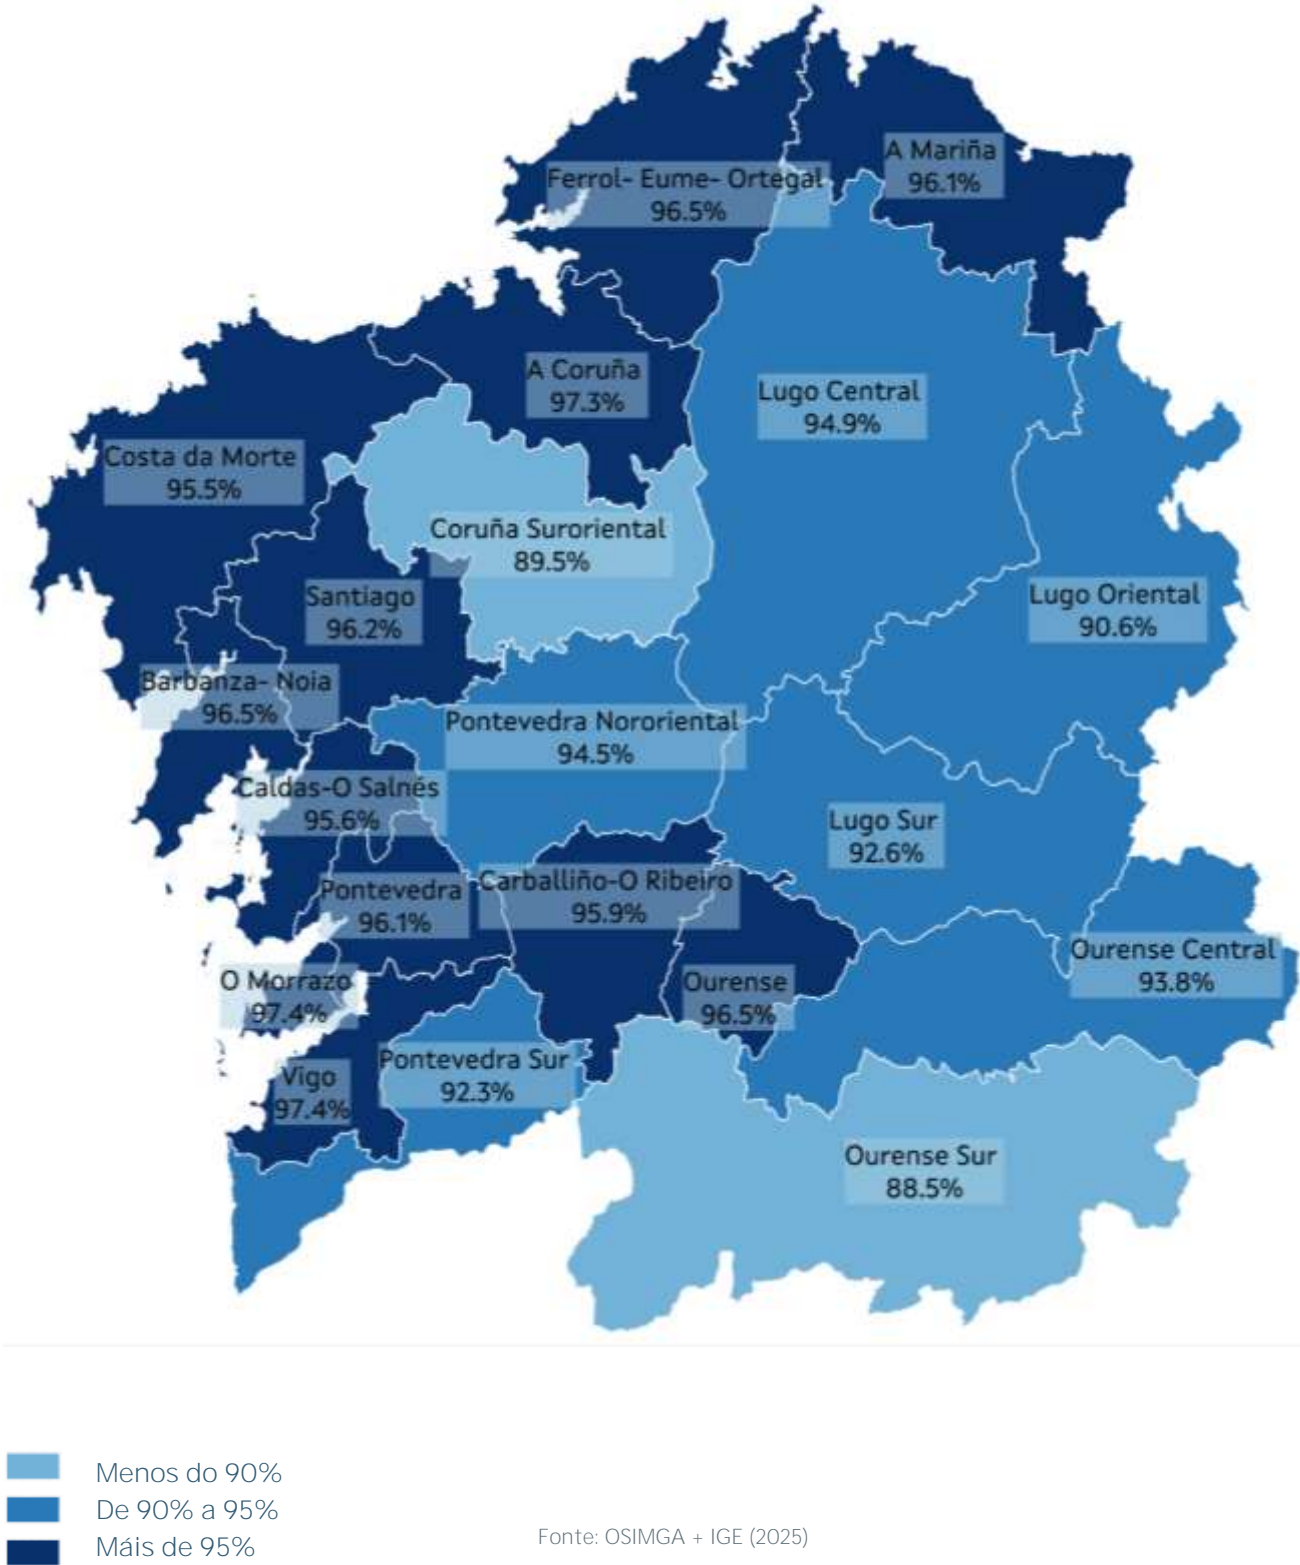 A Mariña
96.1%
Ferrol- Eume- Ortegal
96.5%
A Coruña
97.3%
Lugo Central
94.9%
Costa da Morte
95.5%
Coruña Suroriental
89.5%
Santiago
96.2%
Lugo Oriental
90.6%
Barbanza- Noia
96.5%
Pontevedra Nororiental
94.5%
Caldas-O Salnés
95.6%
Lugo Sur
92.6%
Pontevedra
96.1%
Carballiño-O Ribeiro
95.9%
Ourense Central
93.8%
O Morrazo
97.4%
Ourense
96.5%
Pontevedra Sur
92.3%
Vigo
97.4%
Ourense Sur
88.5%
Menos do 90%
De 90% a 95%
Máis de 95%
Fonte: OSIMGA + IGE (2025)